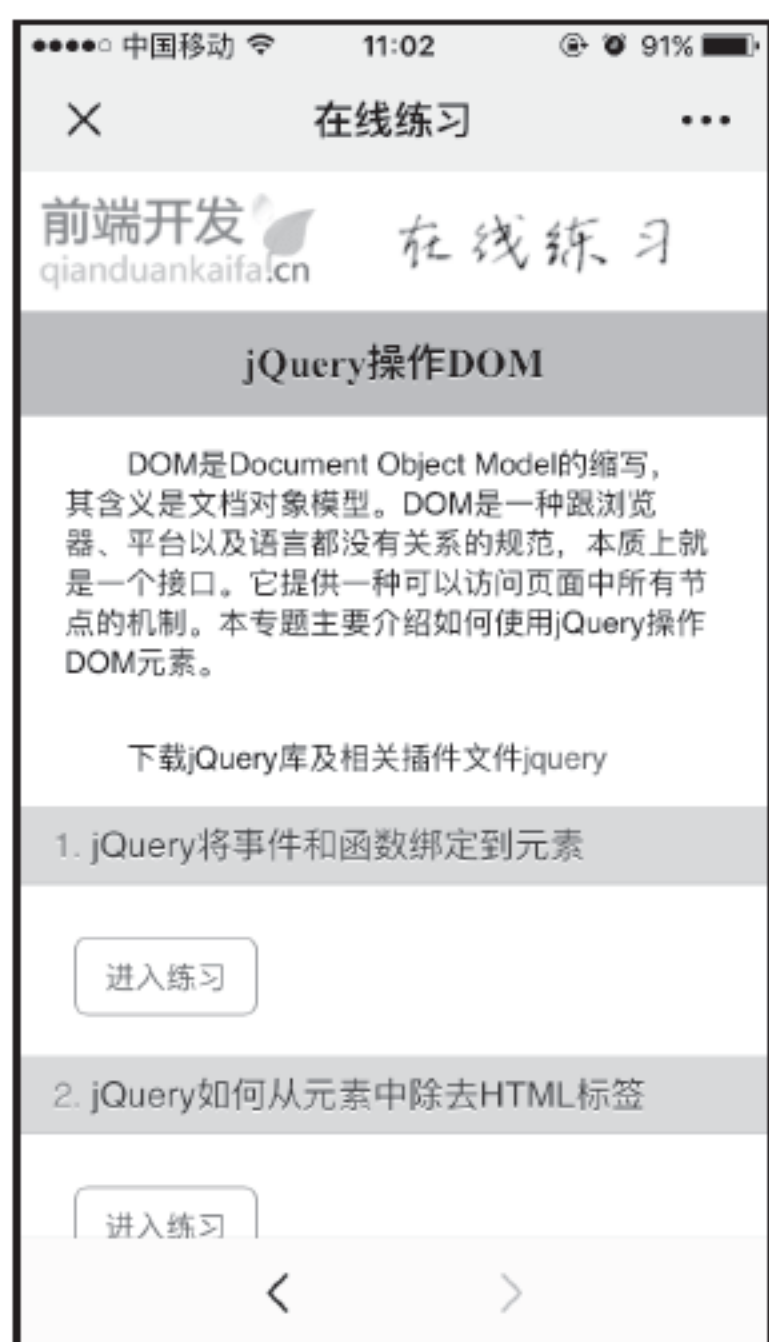 中国移动 11:02 91%
在线练习
前端开发
qianduankaifa.cn
在线练习
jQuery操作DOM
DOM是Document Object Model的缩写，
其含义是文档对象模型。DOM是一种跟浏览
器、平台以及语言都没有关系的规范，本质上就
是一个接口。它提供一种可以访问页面中所有节
点的机制。本专题主要介绍如何使用jQuery操作
DOM元素。
下载jQuery库及相关插件文件jquery
1. jQuery将事件和函数绑定到元素
进入练习
2. jQuery如何从元素中除去HTML标签
进入练习